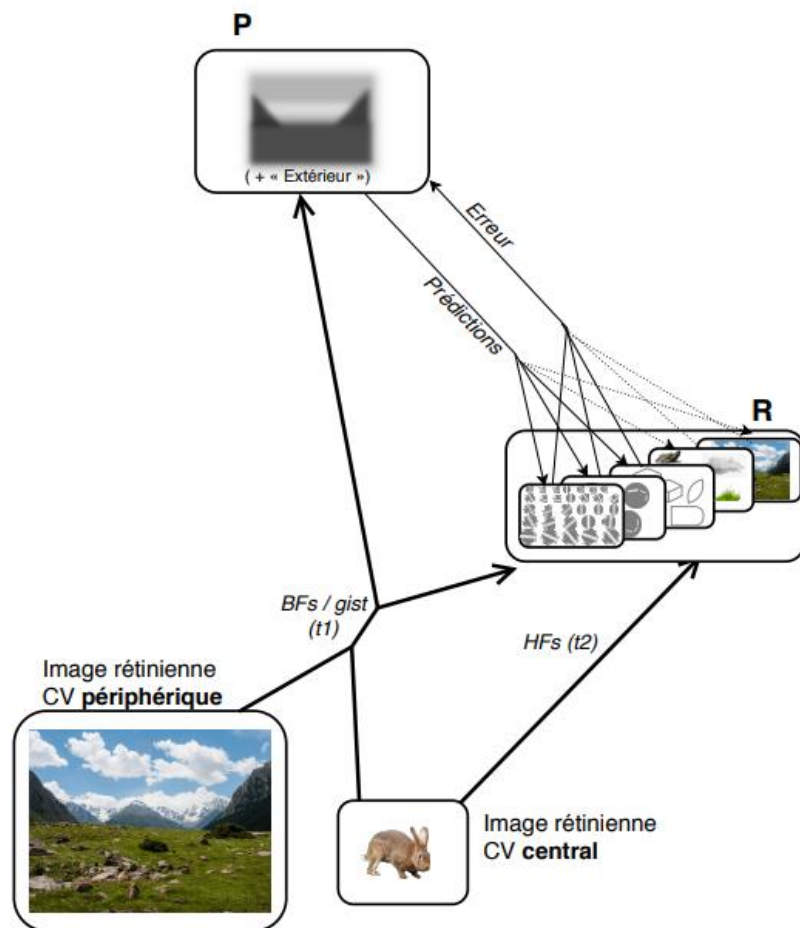 P
( + « Extérieur »)
Erreur
Prédictions
R
BFs / gist
(t1)
HFs (t2)
Image rétinienne
CV périphérique
Image rétinienne
CV central